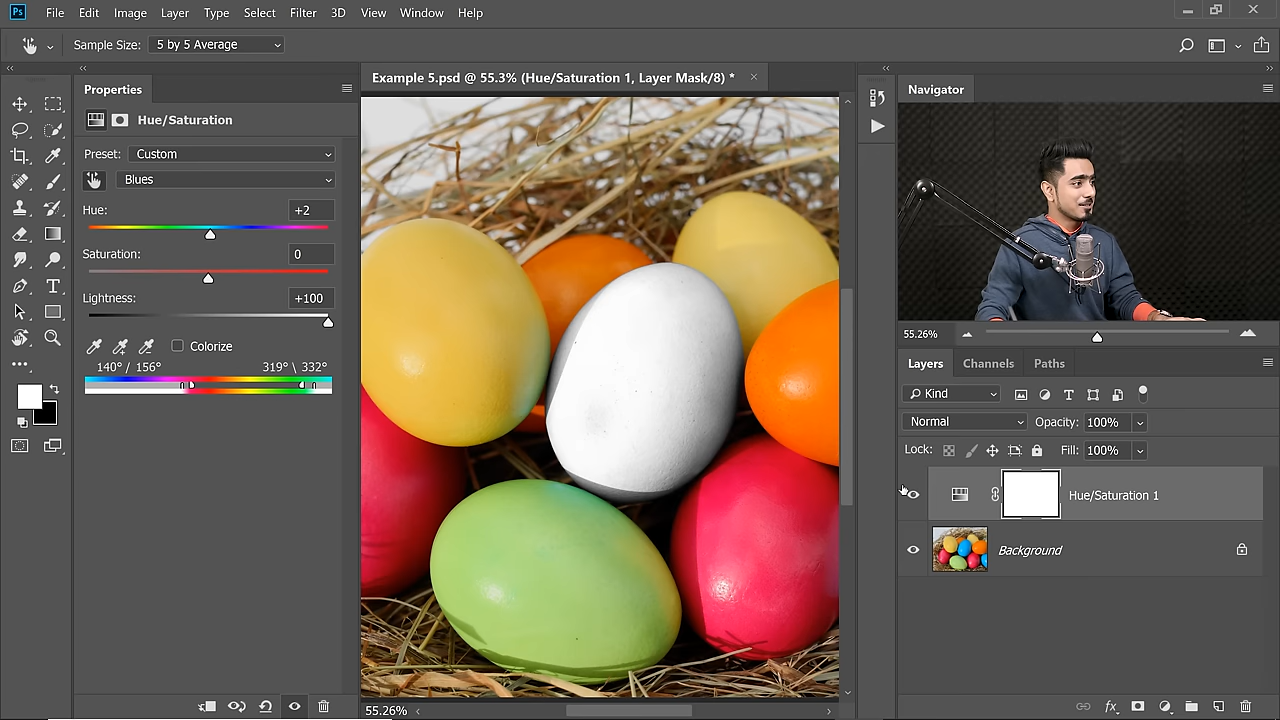 Ps File Edit Image Layer Type Select Filter 3D View Window Help
Sample Size: 5 by 5 Average
Properties
Example 5.psd @ 55.3% (Hue/Saturation 1, Layer Mask/8) *
Navigator
Hue/Saturation
Preset: Custom
Blues
Hue: +2
Saturation: 0
Lightness: +100
Colorize
140° / 156° 319° \ 332°
55.26%
Layers Channels Paths
Kind
Normal Opacity: 100%
Lock: Fill: 100%
Hue/Saturation 1
Background
55.26%
fx